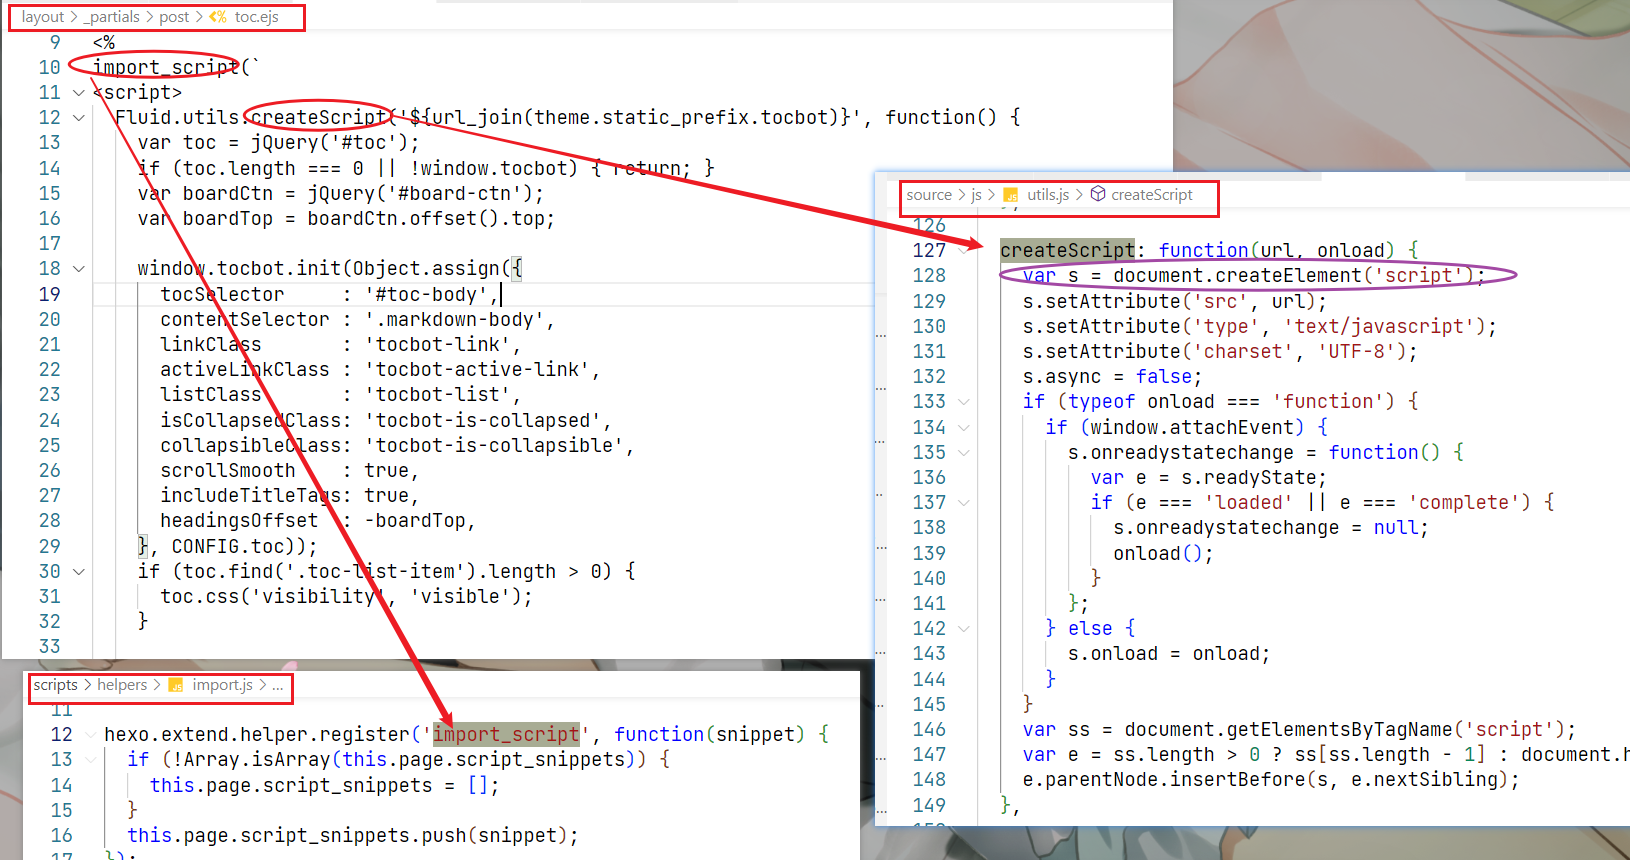 layout > _partials > post > toc.ejs
9 <%
10 import_script(`
11 <script>
12 Fluid.utils.createScript('${url_join(theme.static_prefix.tocbot)}', function() {
13 var toc = jQuery('#toc');
14 if (toc.length === 0 || !window.tocbot) { return; }
15 var boardCtn = jQuery('#board-ctn');
16 var boardTop = boardCtn.offset().top;
17
18 window.tocbot.init(Object.assign({
19 tocSelector : '#toc-body',
20 contentSelector : '.markdown-body',
21 linkClass : 'tocbot-link',
22 activeLinkClass : 'tocbot-active-link',
23 listClass : 'tocbot-list',
24 isCollapsedClass: 'tocbot-is-collapsed',
25 collapsibleClass: 'tocbot-is-collapsible',
26 scrollSmooth : true,
27 includeTitleTags: true,
28 headingsOffset : -boardTop,
29 }, CONFIG.toc));
30 if (toc.find('.toc-list-item').length > 0) {
31 toc.css('visibility', 'visible');
32 }
33
scripts > helpers > JS import.js > ...
11
12 hexo.extend.helper.register('import_script', function(snippet) {
13 if (!Array.isArray(this.page.script_snippets)) {
14 this.page.script_snippets = [];
15 }
16 this.page.script_snippets.push(snippet);
17 });
source > js > JS utils.js > createScript
126
127 createScript: function(url, onload) {
128 var s = document.createElement('script');
129 s.setAttribute('src', url);
130 s.setAttribute('type', 'text/javascript');
131 s.setAttribute('charset', 'UTF-8');
132 s.async = false;
133 if (typeof onload === 'function') {
134 if (window.attachEvent) {
135 s.onreadystatechange = function() {
136 var e = s.readyState;
137 if (e === 'loaded' || e === 'complete') {
138 s.onreadystatechange = null;
139 onload();
140 }
141 };
142 } else {
143 s.onload = onload;
144 }
145 }
146 var ss = document.getElementsByTagName('script');
147 var e = ss.length > 0 ? ss[ss.length - 1] : document.h
148 e.parentNode.insertBefore(s, e.nextSibling);
149 },